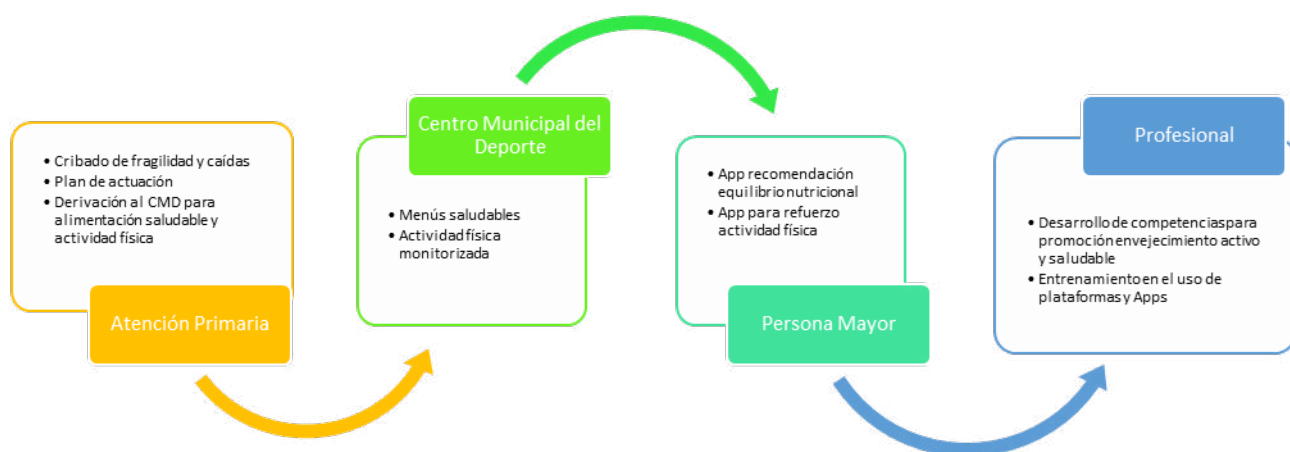 • Cribado de fragilidad y caídas
• Plan de actuación
• Derivación al CMD para
alimentación saludable y
actividad física
Atención Primaria
Centro Municipal del
Deporte
• Menús saludables
• Actividad física
monitorizada
• App recomendación
equilibrio nutricional
• App para refuerzo
actividad física
Persona Mayor
Profesional
• Desarrollo de competencias para
promoción envejecimiento activo
y saludable
• Entrenamiento en el uso de
plataformas y Apps